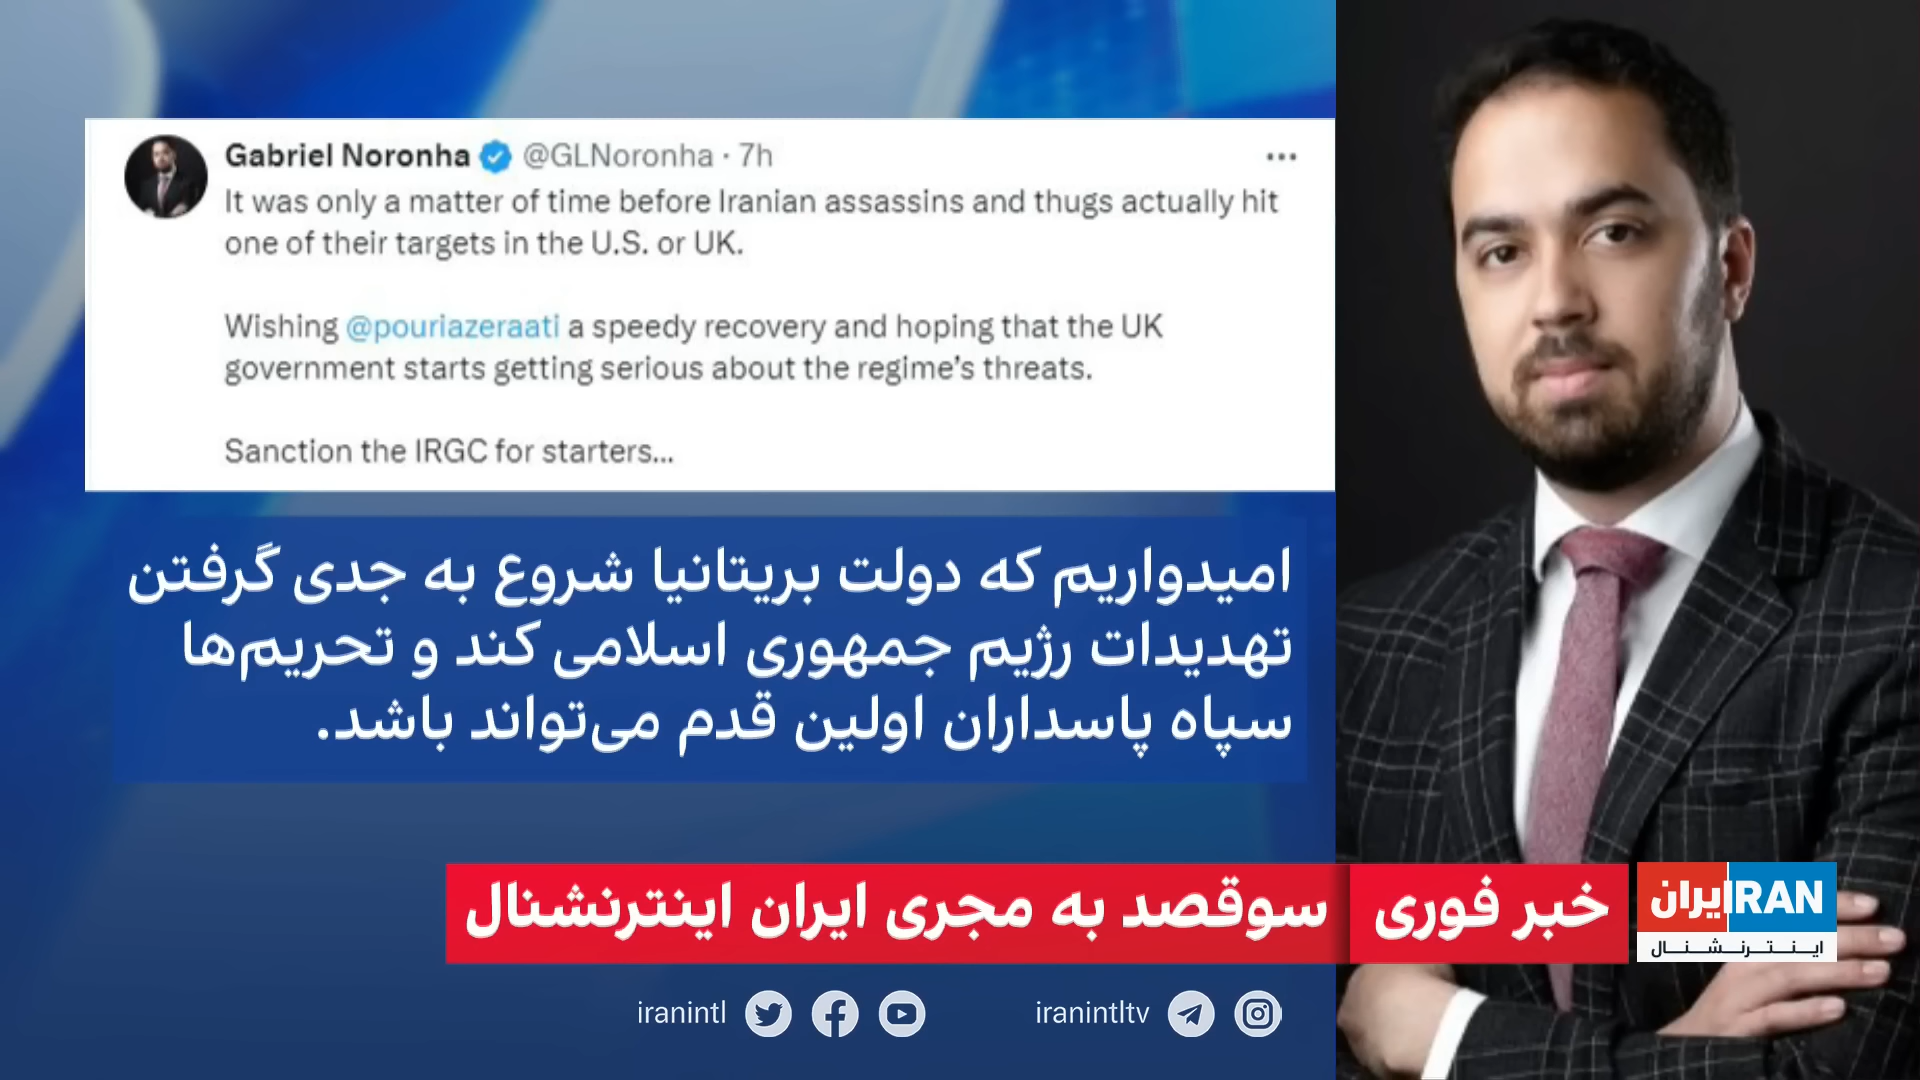 Gabriel Noronha @GLNoronha · 7h
It was only a matter of time before Iranian assassins and thugs actually hit
one of their targets in the U.S. or UK.
Wishing @pouriazeraati a speedy recovery and hoping that the UK
government starts getting serious about the regime’s threats.
Sanction the IRGC for starters...
امیدواریم که دولت بریتانیا شروع به جدی گرفتن
تهدیدات رژیم جمهوری اسلامی کند و تحریم‌ها
سپاه پاسداران اولین قدم می‌تواند باشد.
خبر فوری
سوقصد به مجری ایران اینترنشنال
ایران IRAN
اینترنشنال
iranintl
iranintltv